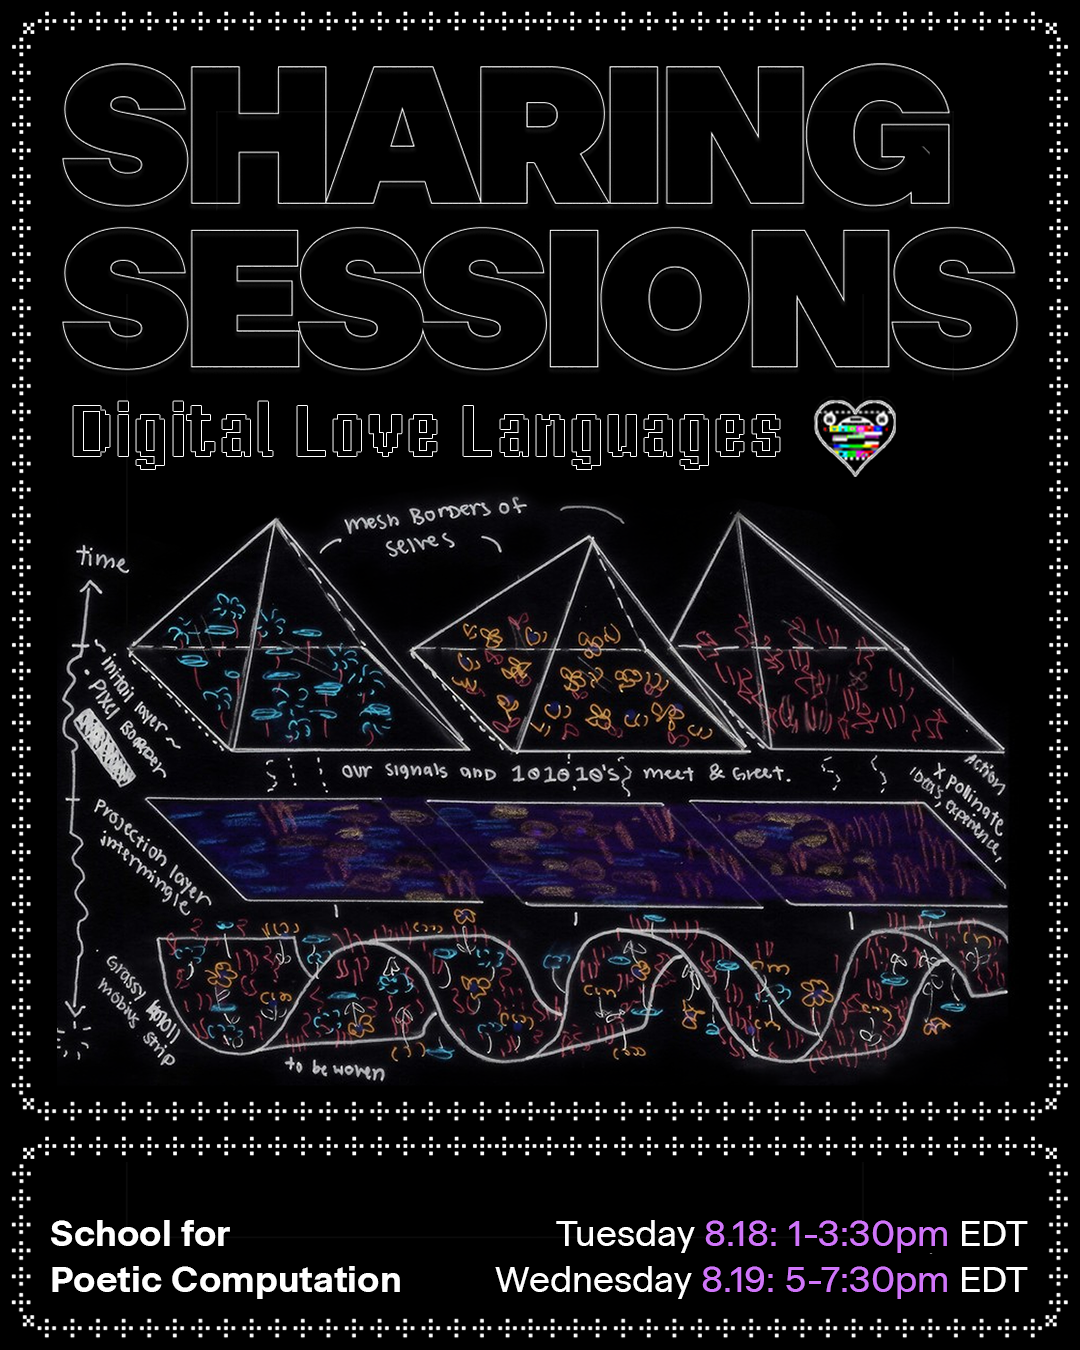 SHARING
SESSIONS
Digital Love Languages
mesh Borders of
selves
time
~ initial layer ~
- Pixel Border
our signals and 101010's meet & Greet.
Action
X pollinate
ideas, experience,
Projection layer
intermingle
Grassy
mobius strip
to be woven
School for
Poetic Computation
Tuesday 8.18: 1-3:30pm EDT
Wednesday 8.19: 5-7:30pm EDT